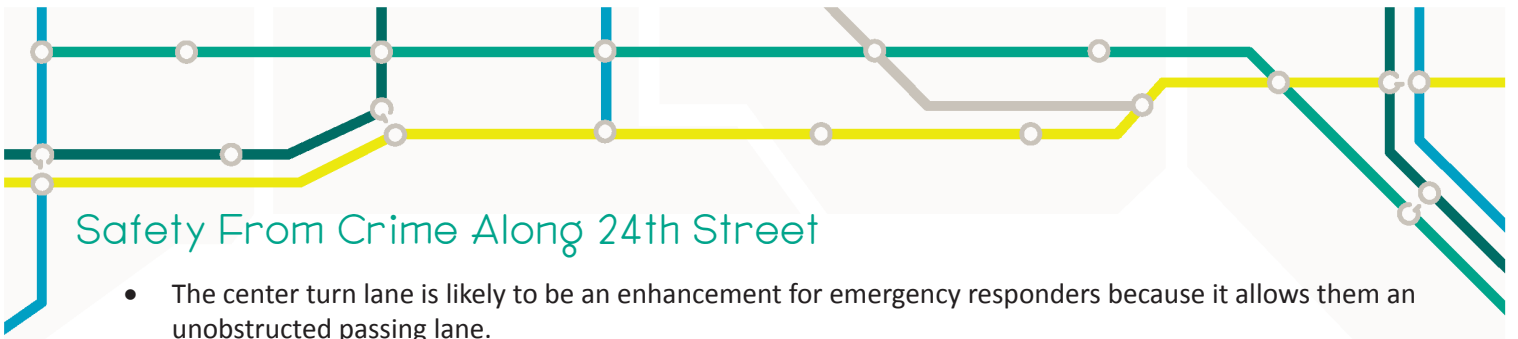 Safety From Crime Along 24th Street
• The center turn lane is likely to be an enhancement for emergency responders because it allows them an
unobstructed passing lane.